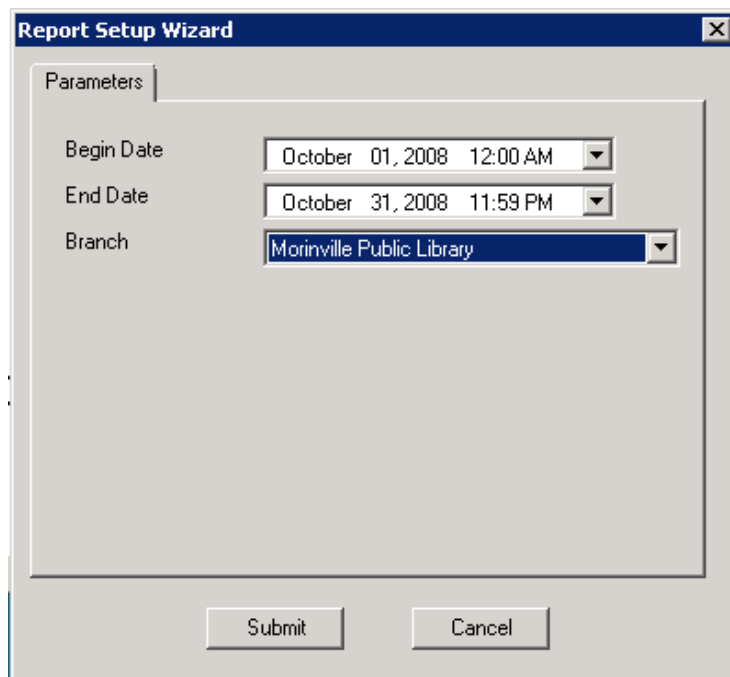 Report Setup Wizard
Parameters
Begin Date October 01, 2008 12:00 AM
End Date October 31, 2008 11:59 PM
Branch Morinville Public Library
Submit Cancel